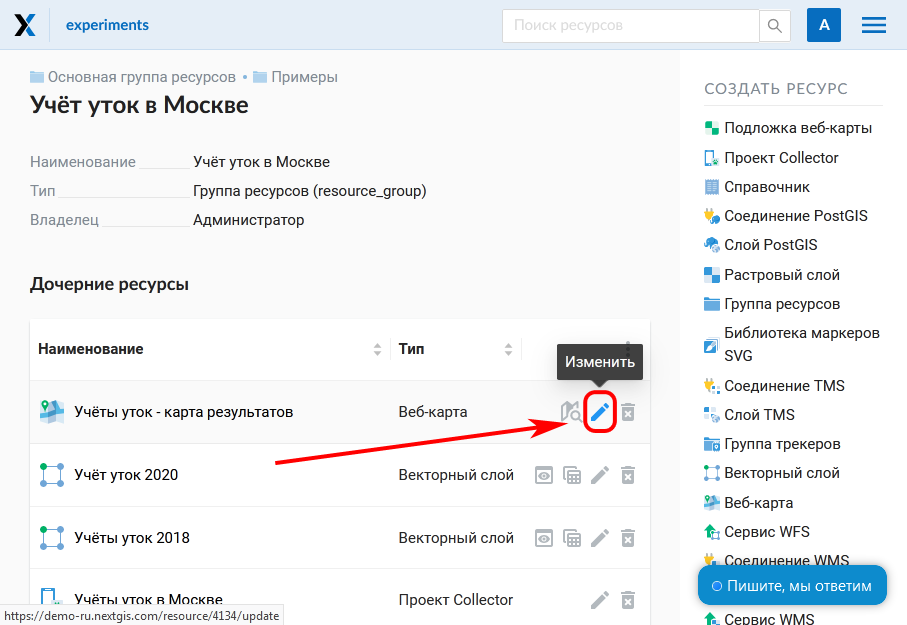 experiments
Поиск ресурсов
A
Основная группа ресурсов • Примеры
Учёт уток в Москве
Наименование Учёт уток в Москве
Тип Группа ресурсов (resource_group)
Владелец Администратор
Дочерние ресурсы
Наименование Тип
Изменить
Учёты уток - карта результатов Веб-карта
Учёт уток 2020 Векторный слой
Учёты уток 2018 Векторный слой
Учёты уток в Москве Проект Collector
https://demo-ru.nextgis.com/resource/4134/update
СОЗДАТЬ РЕСУРС
Подложка веб-карты
Проект Collector
Справочник
Соединение PostGIS
Слой PostGIS
Растровый слой
Группа ресурсов
Библиотека маркеров
SVG
Соединение TMS
Слой TMS
Группа трекеров
Векторный слой
Веб-карта
Сервис WFS
Соединение WMS
Пишите, мы ответим
Сервис WMS